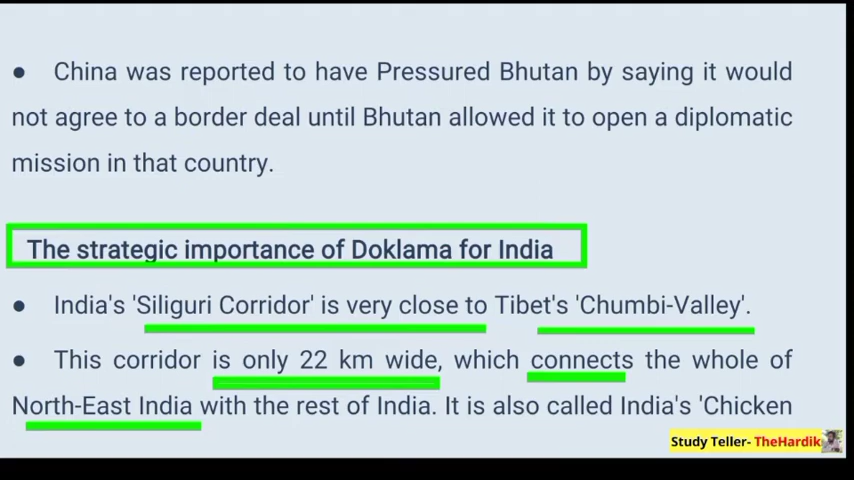 ● China was reported to have Pressured Bhutan by saying it would
not agree to a border deal until Bhutan allowed it to open a diplomatic
mission in that country.
The strategic importance of Doklama for India
● India's 'Siliguri Corridor' is very close to Tibet's 'Chumbi-Valley'.
● This corridor is only 22 km wide, which connects the whole of
North-East India with the rest of India. It is also called India's 'Chicken
Study Teller- TheHardik